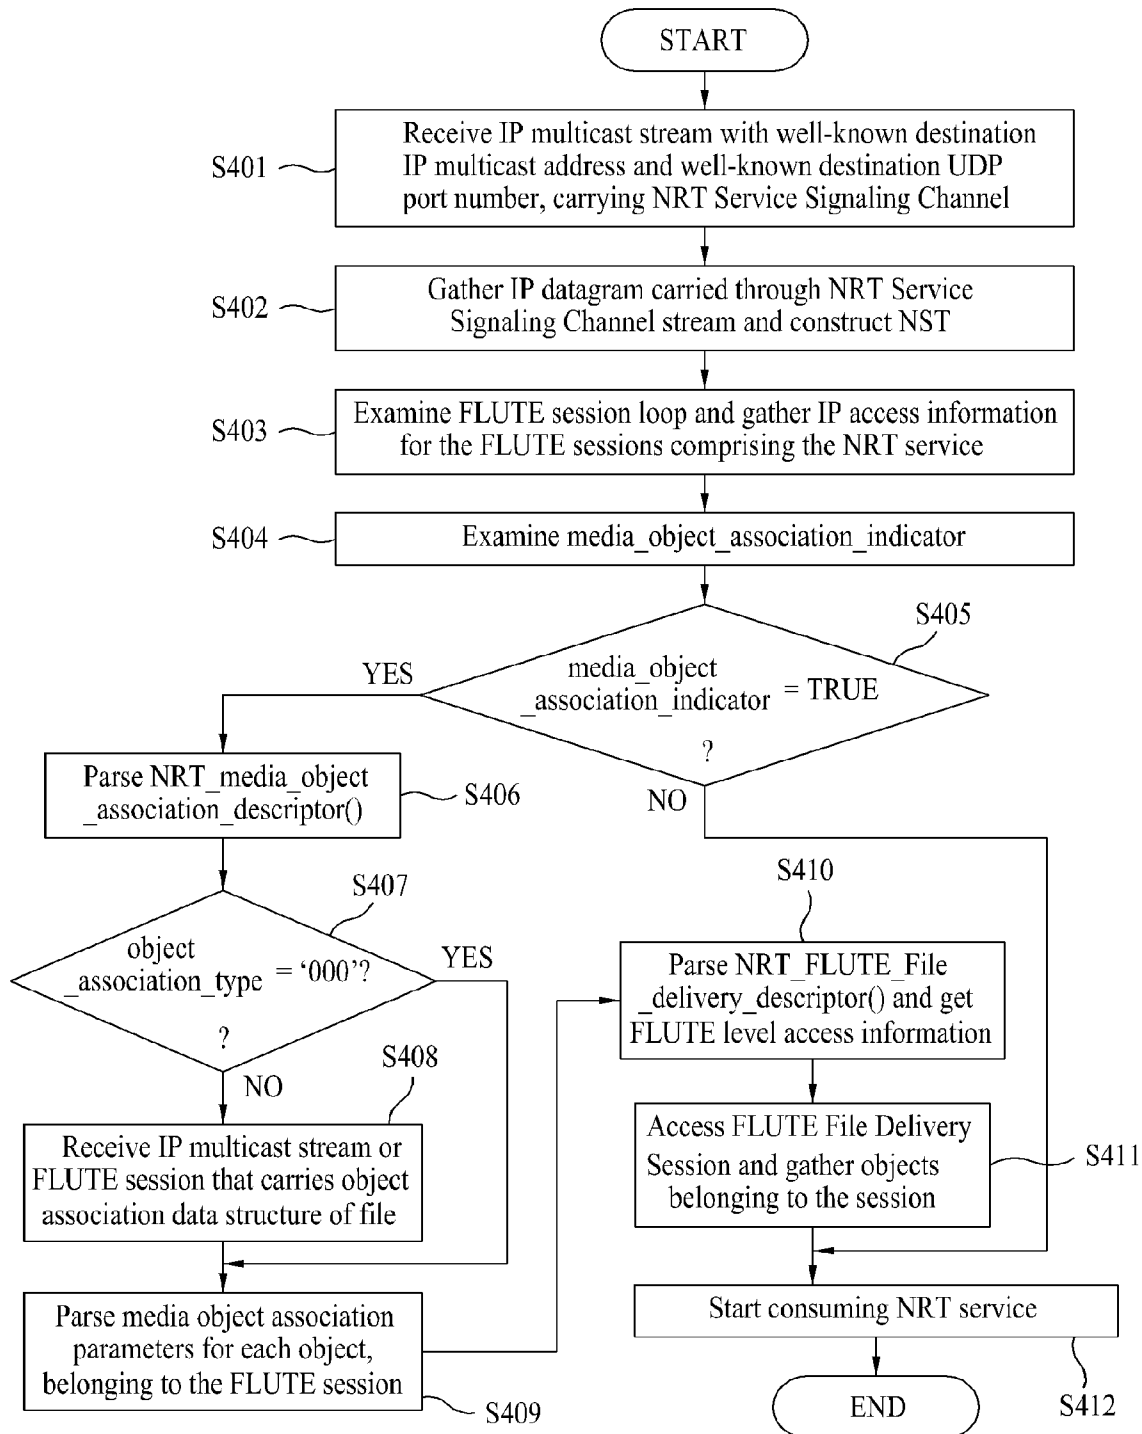 START
Receive IP multicast stream with well-known destination
IP multicast address and well-known destination UDP
port number, carrying NRT Service Signaling Channel
S401
Gather IP datagram carried through NRT Service
Signaling Channel stream and construct NST
S402
Examine FLUTE session loop and gather IP access information
for the FLUTE sessions comprising the NRT service
S403
Examine media_object_association_indicator
S404
S405
media_object
_association_indicator = TRUE
?
YES
NO
Parse NRT_media_object
_association_descriptor()
S406
S407
object
_association_type = ‘000’?
?
YES
NO
S408
Receive IP multicast stream or
FLUTE session that carries object
association data structure of file
Parse media object association
parameters for each object,
belonging to the FLUTE session
S409
S410
Parse NRT_FLUTE_File
_delivery_descriptor() and get
FLUTE level access information
Access FLUTE File Delivery
Session and gather objects
belonging to the session
S411
Start consuming NRT service
S412
END